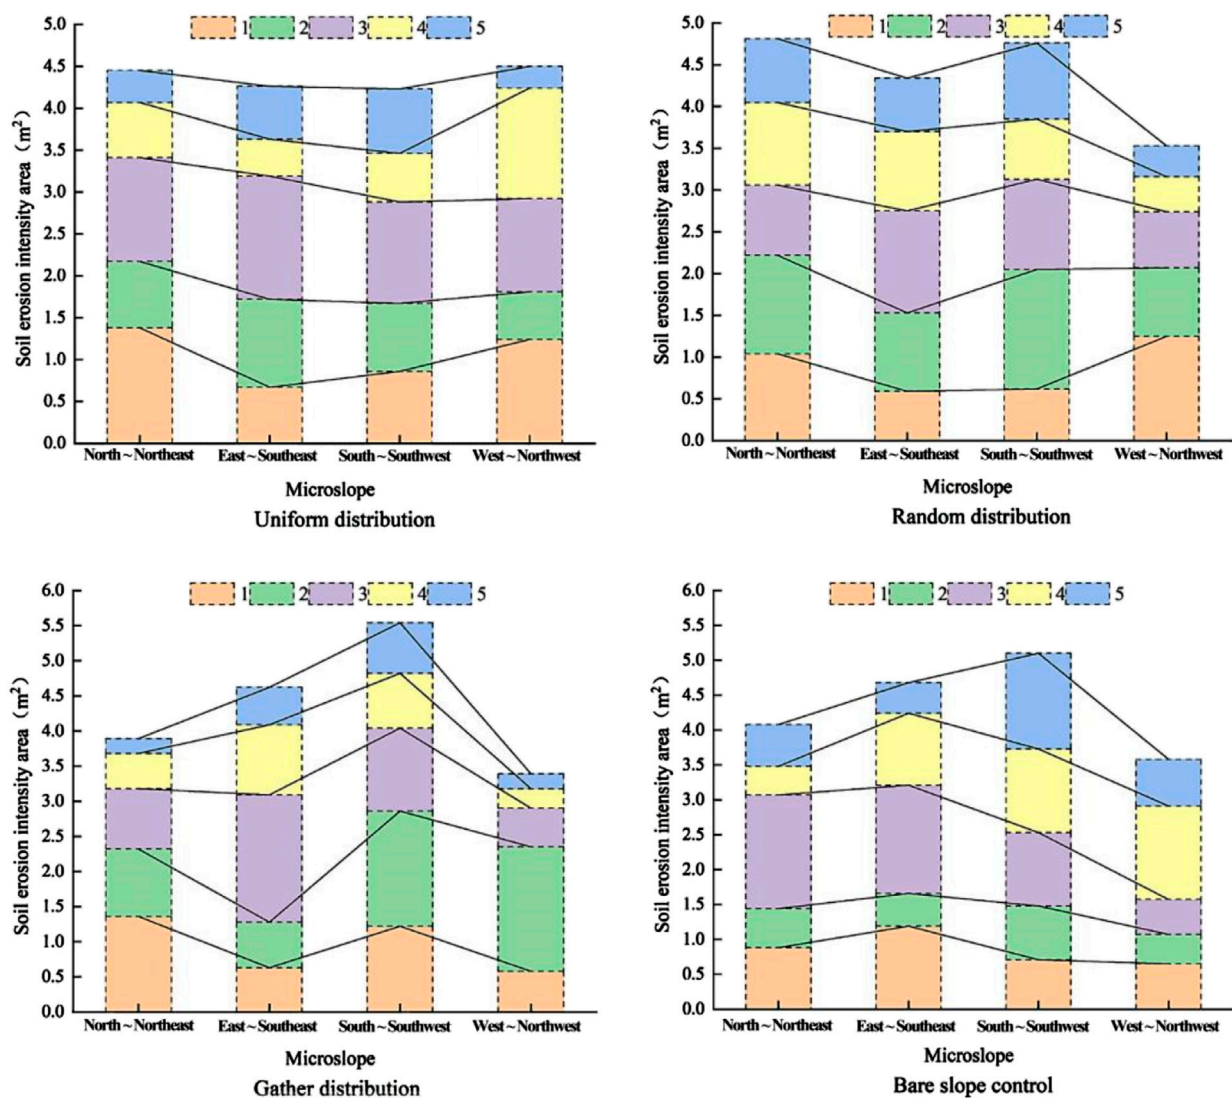 1 2 3 4 5
5.0
4.5
4.0
3.5
3.0
2.5
2.0
1.5
1.0
0.5
0.0
Soil erosion intensity area（m²）
North~Northeast East~Southeast South~Southwest West~Northwest
Microslope
Uniform distribution
1 2 3 4 5
5.0
4.5
4.0
3.5
3.0
2.5
2.0
1.5
1.0
0.5
0.0
Soil erosion intensity area（m²）
North~Northeast East~Southeast South~Southwest West~Northwest
Microslope
Random distribution
1 2 3 4 5
6.0
5.5
5.0
4.5
4.0
3.5
3.0
2.5
2.0
1.5
1.0
0.5
0.0
Soil erosion intensity area（m²）
North~Northeast East~Southeast South~Southwest West~Northwest
Microslope
Gather distribution
1 2 3 4 5
6.0
5.5
5.0
4.5
4.0
3.5
3.0
2.5
2.0
1.5
1.0
0.5
0.0
Soil erosion intensity area（m²）
North~Northeast East~Southeast South~Southwest West~Northwest
Microslope
Bare slope control